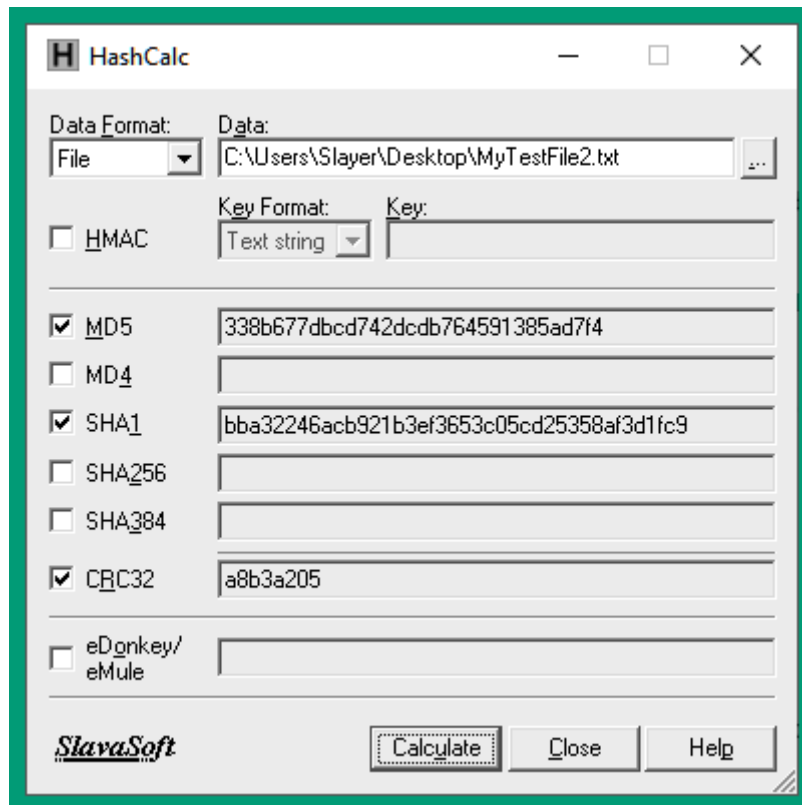 H HashCalc
Data Format: Data:
File C:\Users\Slayer\Desktop\MyTestFile2.txt ...
Key Format: Key:
HMAC Text string
MD5 338b677dbcd742dcdb764591385ad7f4
MD4
SHA1 bba32246acb921b3ef3653c05cd25358af3d1fc9
SHA256
SHA384
CRC32 a8b3a205
eDonkey/
eMule
SlavaSoft Calculate Close Help